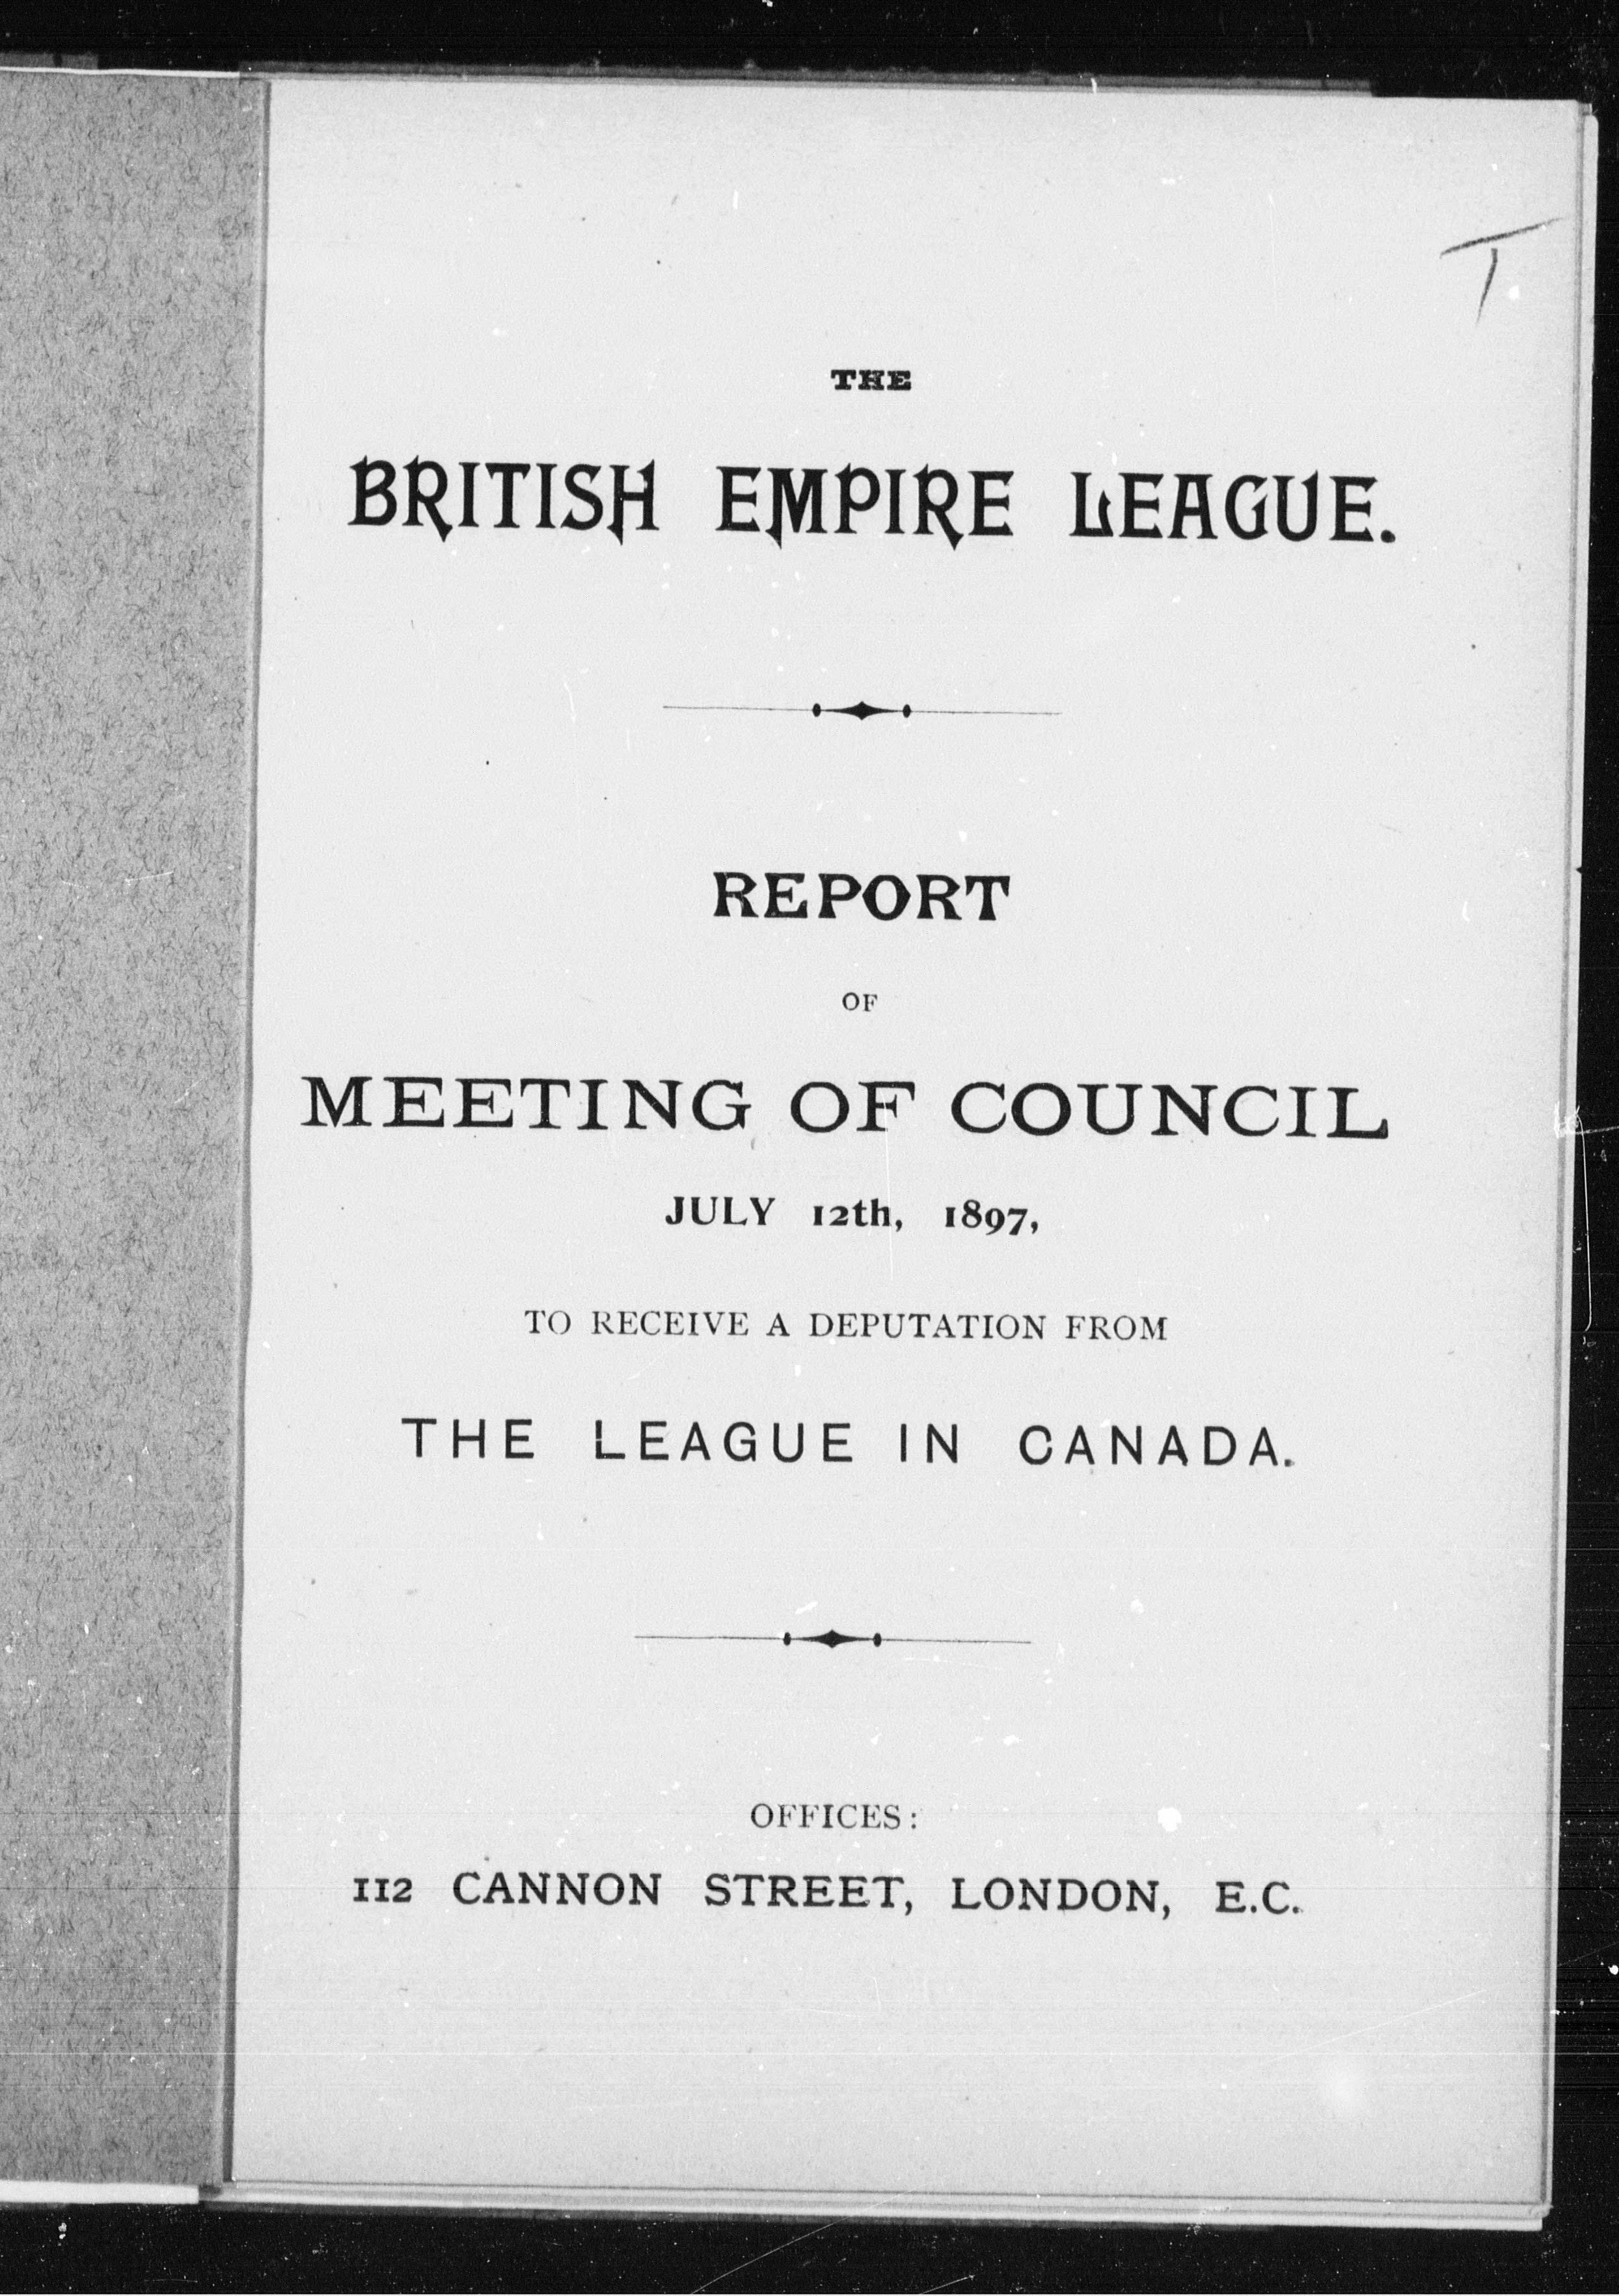 T
THE
BRITISH EMPIRE LEAGUE.
REPORT
OF
MEETING OF COUNCIL
JULY 12th, 1897,
TO RECEIVE A DEPUTATION FROM
THE LEAGUE IN CANADA.
OFFICES:
112 CANNON STREET, LONDON, E.C.